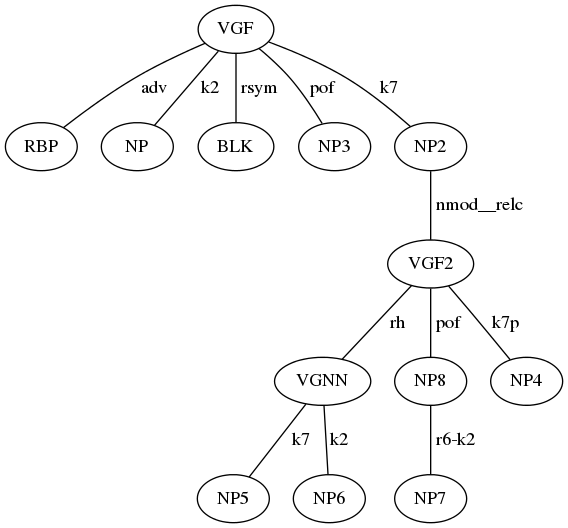 VGF
adv k2 rsym pof k7
RBP NP BLK NP3 NP2
nmod__relc
VGF2
rh pof k7p
VGNN NP8 NP4
k7 k2 r6-k2
NP5 NP6 NP7